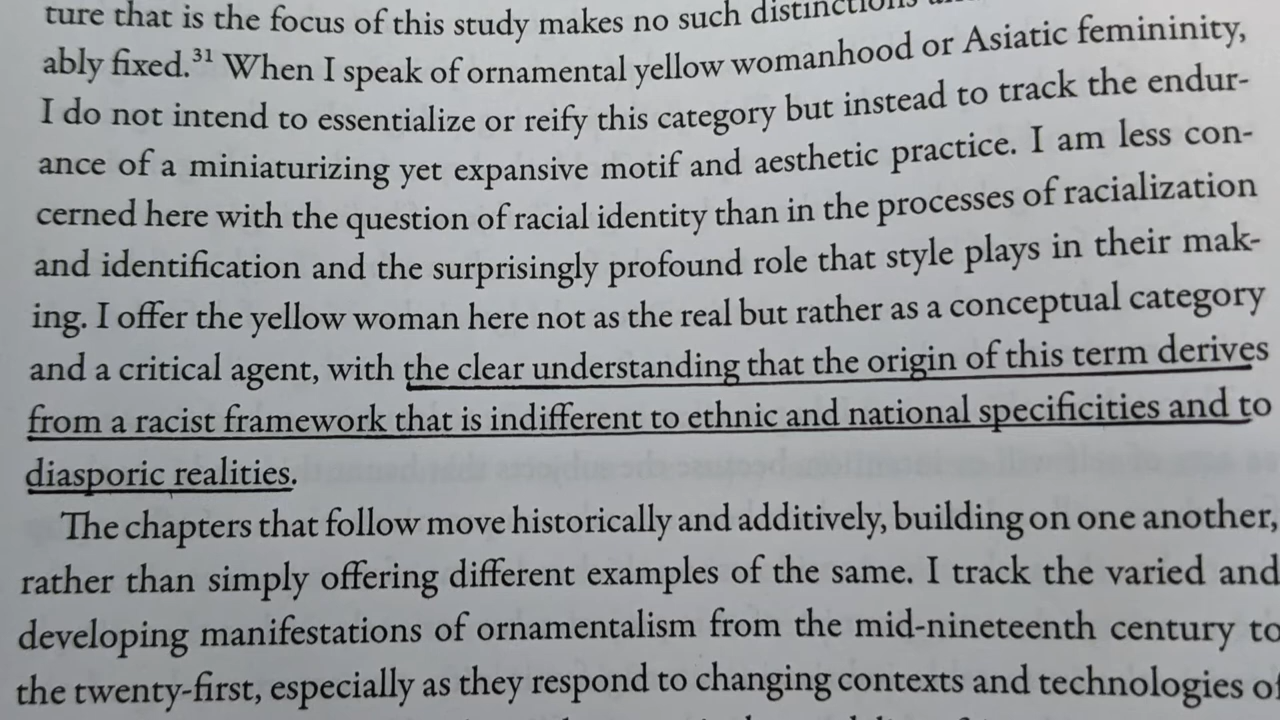 ture that is the focus of this study makes no such distinctions
ably fixed.³¹ When I speak of ornamental yellow womanhood or Asiatic femininity,
I do not intend to essentialize or reify this category but instead to track the endur-
ance of a miniaturizing yet expansive motif and aesthetic practice. I am less con-
cerned here with the question of racial identity than in the processes of racialization
and identification and the surprisingly profound role that style plays in their mak-
ing. I offer the yellow woman here not as the real but rather as a conceptual category
and a critical agent, with the clear understanding that the origin of this term derives
from a racist framework that is indifferent to ethnic and national specificities and to
diasporic realities.
The chapters that follow move historically and additively, building on one another,
rather than simply offering different examples of the same. I track the varied and
developing manifestations of ornamentalism from the mid-nineteenth century to
the twenty-first, especially as they respond to changing contexts and technologies of